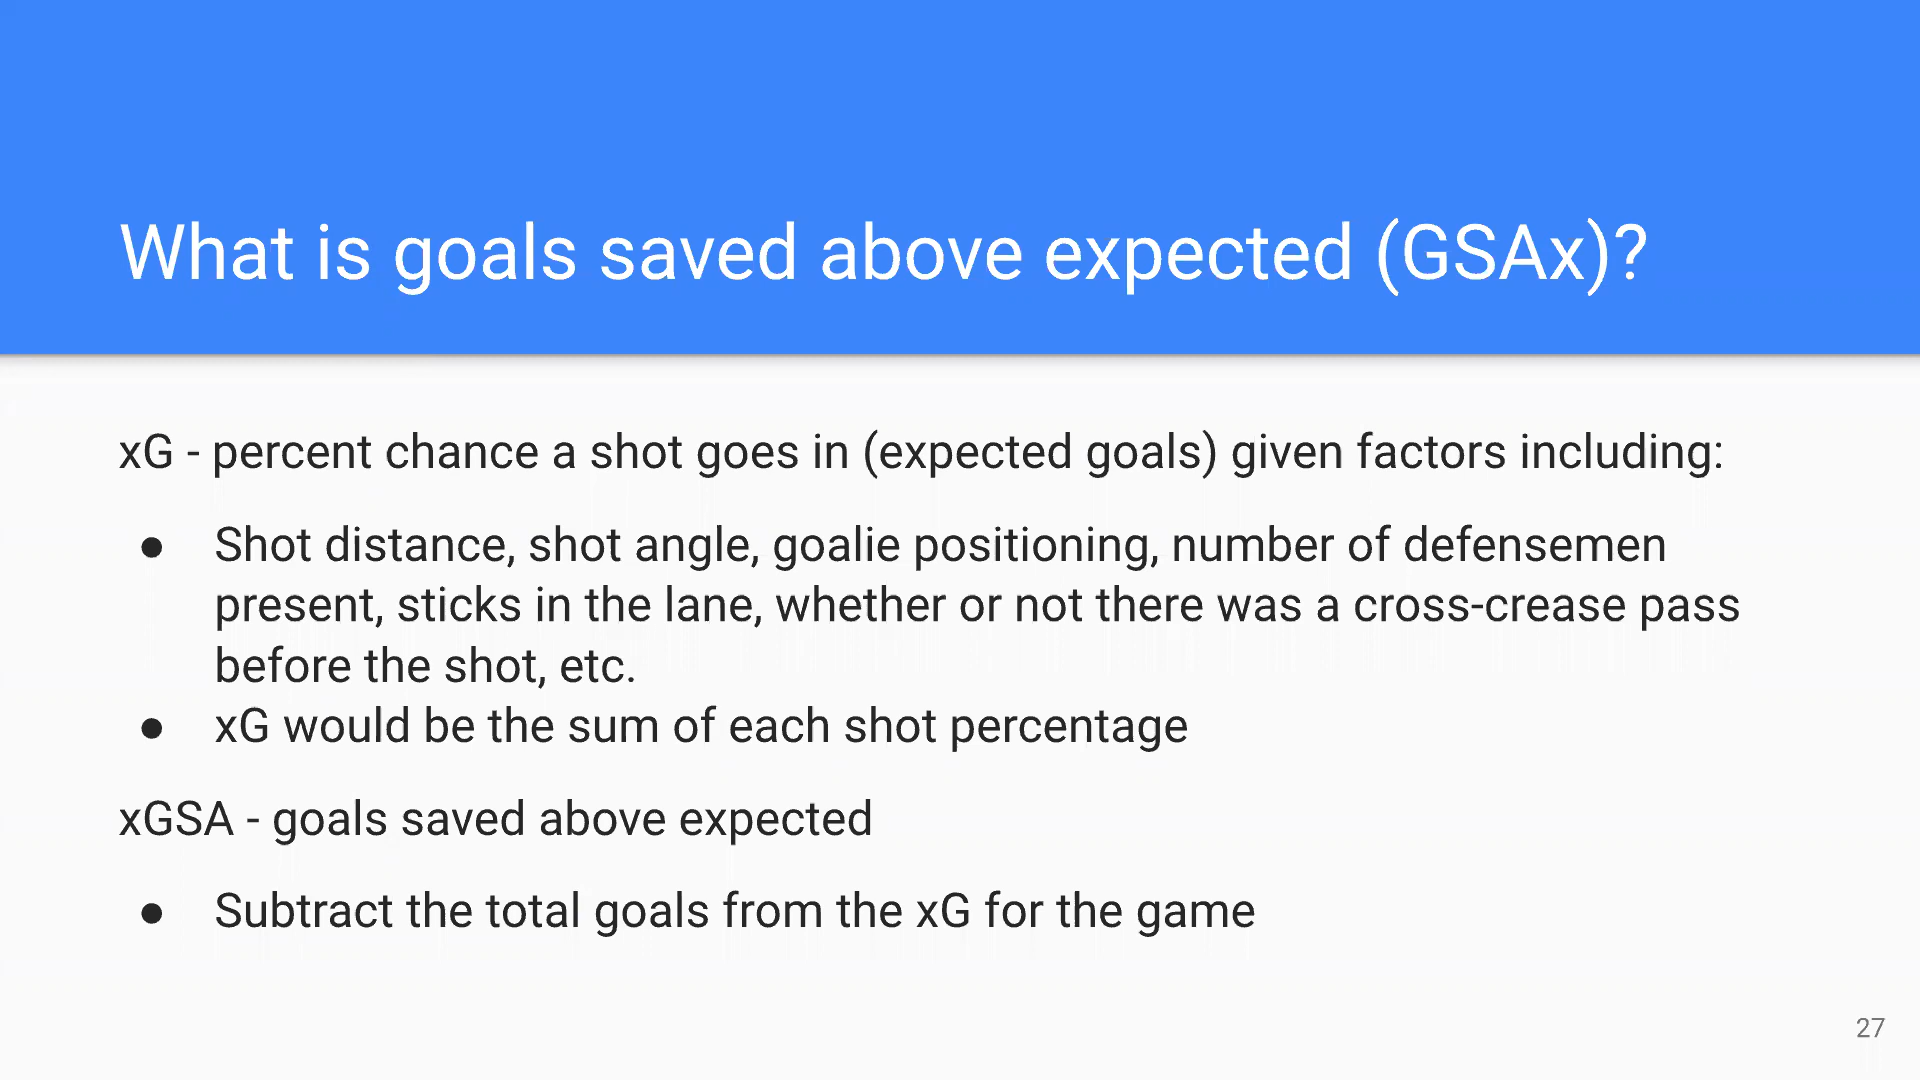 What is goals saved above expected (GSAx)?
xG - percent chance a shot goes in (expected goals) given factors including:
● Shot distance, shot angle, goalie positioning, number of defensemen
present, sticks in the lane, whether or not there was a cross-crease pass
before the shot, etc.
● xG would be the sum of each shot percentage
xGSA - goals saved above expected
● Subtract the total goals from the xG for the game
27